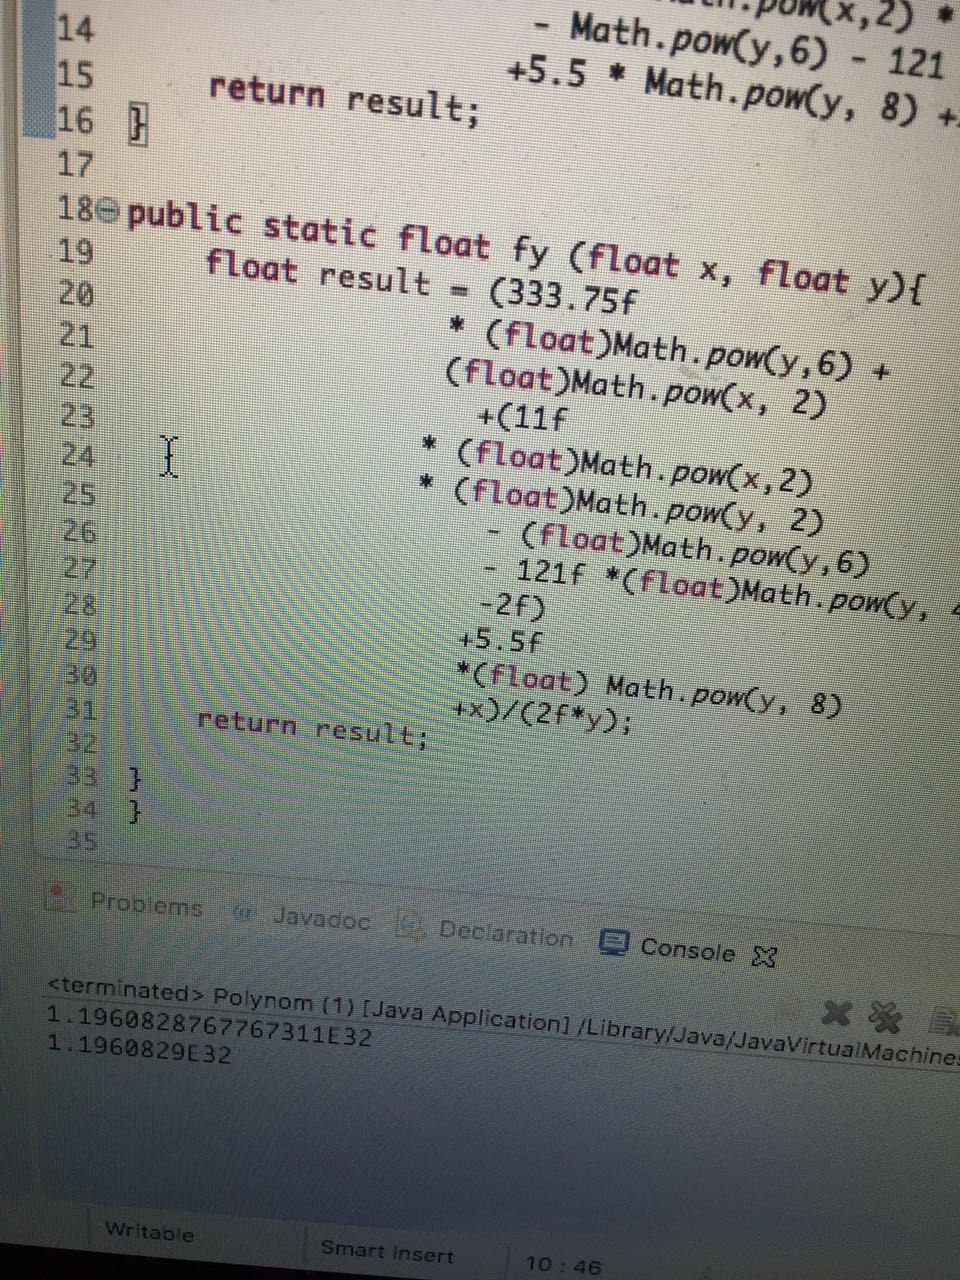 Math.pow(x,2) *
14 - Math.pow(y,6) - 121
15 +5.5 * Math.pow(y, 8) +
return result;
16 }
17
18 public static float fy (float x, float y){
19 float result = (333.75f
20 * (float)Math.pow(y,6) +
21 (float)Math.pow(x, 2)
22 +(11f
23 * (float)Math.pow(x,2)
24 * (float)Math.pow(y, 2)
25 - (float)Math.pow(y,6)
26 - 121f *(float)Math.pow(y,
27 -2f)
28 +5.5f
29 *(float) Math.pow(y, 8)
30 +x)/(2f*y);
31 return result;
32
33 }
34 }
35
Problems @ Javadoc Declaration Console
<terminated> Polynom (1) [Java Application] /Library/Java/JavaVirtualMachines
1.1960828767767311E32
1.1960829E32
Writable Smart Insert 10 : 46